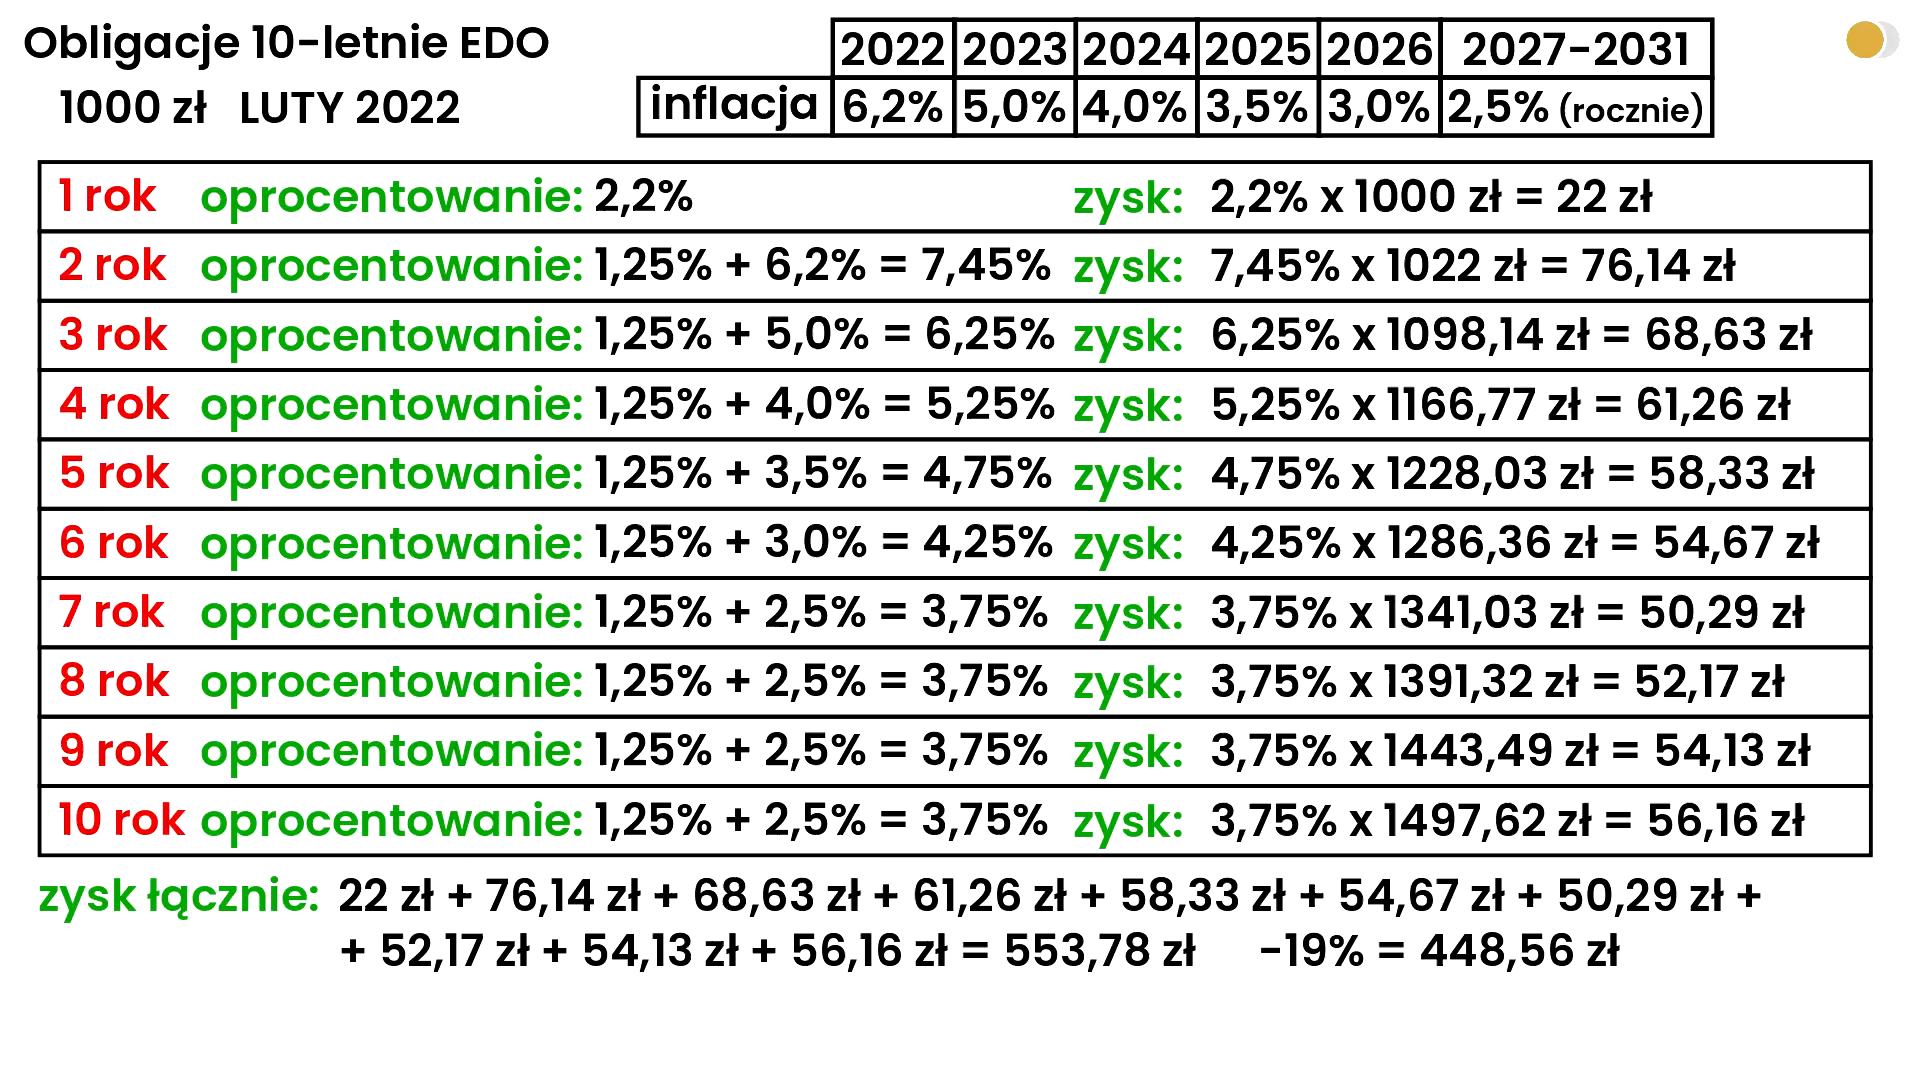 Obligacje 10-letnie EDO
1000 zł LUTY 2022
2022 2023 2024 2025 2026 2027-2031
inflacja 6,2% 5,0% 4,0% 3,5% 3,0% 2,5% (rocznie)
1 rok oprocentowanie: 2,2% zysk: 2,2% x 1000 zł = 22 zł
2 rok oprocentowanie: 1,25% + 6,2% = 7,45% zysk: 7,45% x 1022 zł = 76,14 zł
3 rok oprocentowanie: 1,25% + 5,0% = 6,25% zysk: 6,25% x 1098,14 zł = 68,63 zł
4 rok oprocentowanie: 1,25% + 4,0% = 5,25% zysk: 5,25% x 1166,77 zł = 61,26 zł
5 rok oprocentowanie: 1,25% + 3,5% = 4,75% zysk: 4,75% x 1228,03 zł = 58,33 zł
6 rok oprocentowanie: 1,25% + 3,0% = 4,25% zysk: 4,25% x 1286,36 zł = 54,67 zł
7 rok oprocentowanie: 1,25% + 2,5% = 3,75% zysk: 3,75% x 1341,03 zł = 50,29 zł
8 rok oprocentowanie: 1,25% + 2,5% = 3,75% zysk: 3,75% x 1391,32 zł = 52,17 zł
9 rok oprocentowanie: 1,25% + 2,5% = 3,75% zysk: 3,75% x 1443,49 zł = 54,13 zł
10 rok oprocentowanie: 1,25% + 2,5% = 3,75% zysk: 3,75% x 1497,62 zł = 56,16 zł
zysk łącznie: 22 zł + 76,14 zł + 68,63 zł + 61,26 zł + 58,33 zł + 54,67 zł + 50,29 zł +
+ 52,17 zł + 54,13 zł + 56,16 zł = 553,78 zł -19% = 448,56 zł